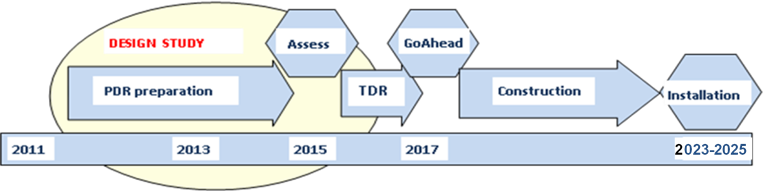 DESIGN STUDY
Assess
GoAhead
PDR preparation
TDR
Construction
Installation
2011
2013
2015
2017
2023-2025